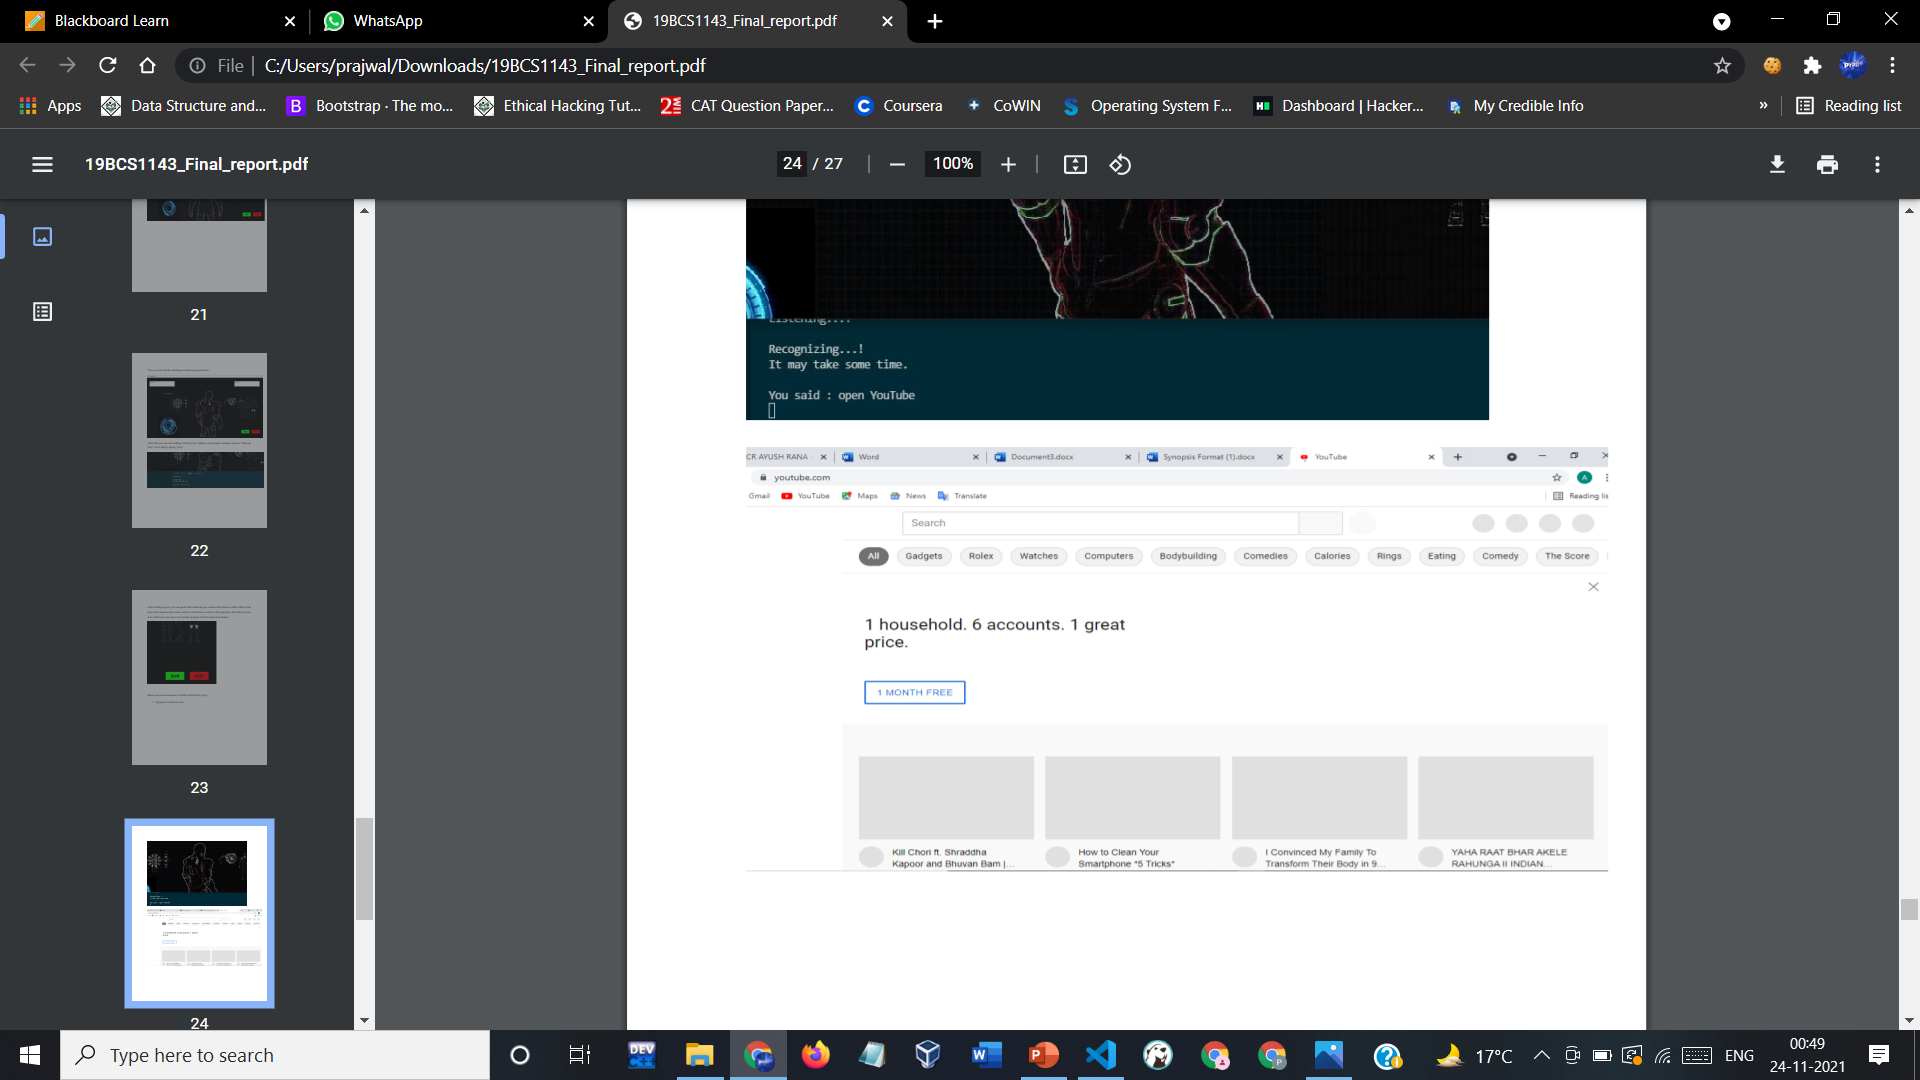 Blackboard Learn
WhatsApp
19BCS1143_Final_report.pdf
File
C:/Users/prajwal/Downloads/19BCS1143_Final_report.pdf
Apps
Data Structure and...
Bootstrap · The mo...
Ethical Hacking Tut...
CAT Question Paper...
Coursera
CoWIN
Operating System F...
Dashboard | Hacker...
My Credible Info
»
Reading list
19BCS1143_Final_report.pdf
24 / 27
100%
21
22
23
24
Listening....
Recognizing...!
It may take some time.
You said : open YouTube
CR AYUSH RANA
Word
Document3.docx
Synopsis Format (1).docx
YouTube
youtube.com
A
Gmail
YouTube
Maps
News
Translate
Reading lis
Search
All
Gadgets
Rolex
Watches
Computers
Bodybuilding
Comedies
Calories
Rings
Eating
Comedy
The Score
1 household. 6 accounts. 1 great
price.
1 MONTH FREE
Kill Chori ft. Shraddha
Kapoor and Bhuvan Bam |...
How to Clean Your
Smartphone *5 Tricks*
I Convinced My Family To
Transform Their Body in 9...
YAHA RAAT BHAR AKELE
RAHUNGA II INDIAN...
Type here to search
DEV
17°C
ENG
00:49
24-11-2021